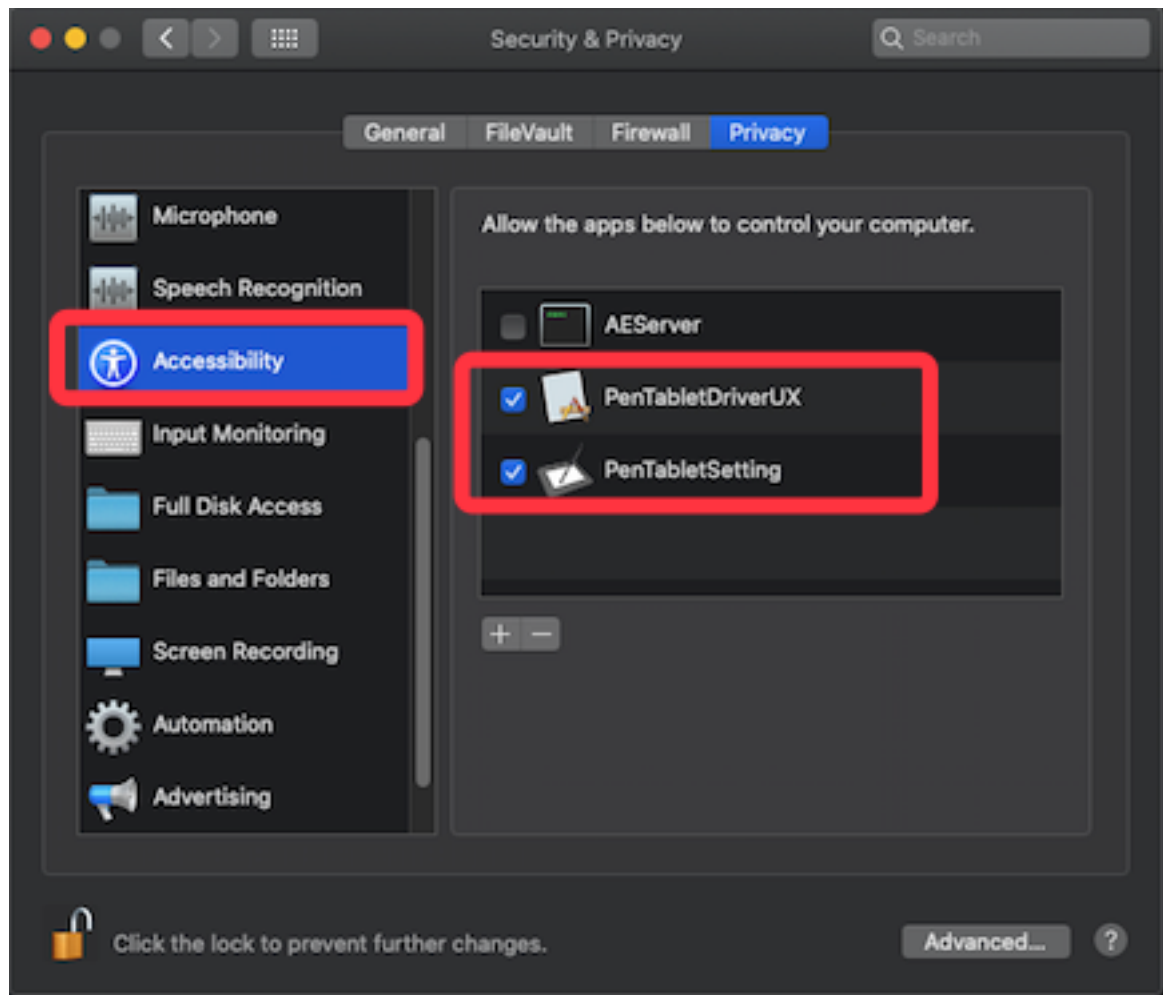 Security & Privacy
Search
General FileVault Firewall Privacy
Microphone
Speech Recognition
Accessibility
Input Monitoring
Full Disk Access
Files and Folders
Screen Recording
Automation
Advertising
Allow the apps below to control your computer.
AEServer
PenTabletDriverUX
PenTabletSetting
Click the lock to prevent further changes.
Advanced...
?